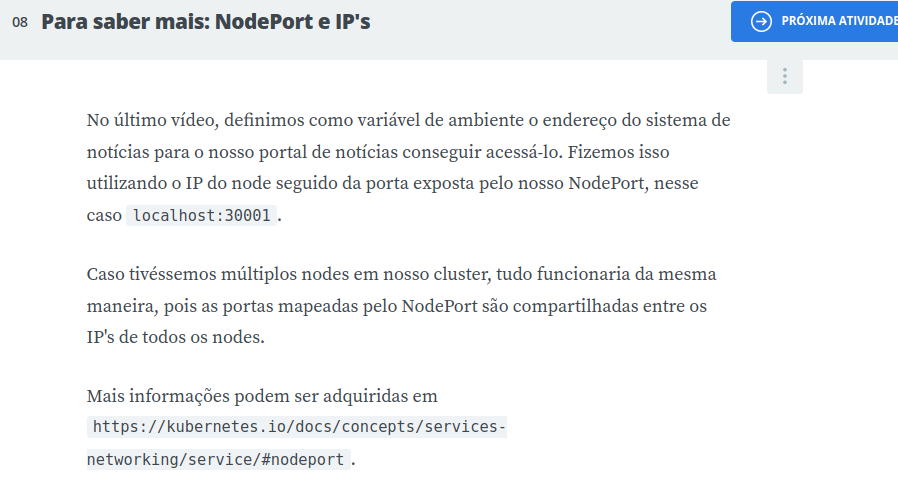 08 Para saber mais: NodePort e IP's
PRÓXIMA ATIVIDADE
No último vídeo, definimos como variável de ambiente o endereço do sistema de
notícias para o nosso portal de notícias conseguir acessá-lo. Fizemos isso
utilizando o IP do node seguido da porta exposta pelo nosso NodePort, nesse
caso localhost:30001 .
Caso tivéssemos múltiplos nodes em nosso cluster, tudo funcionaria da mesma
maneira, pois as portas mapeadas pelo NodePort são compartilhadas entre os
IP's de todos os nodes.
Mais informações podem ser adquiridas em
https://kubernetes.io/docs/concepts/services-
networking/service/#nodeport .